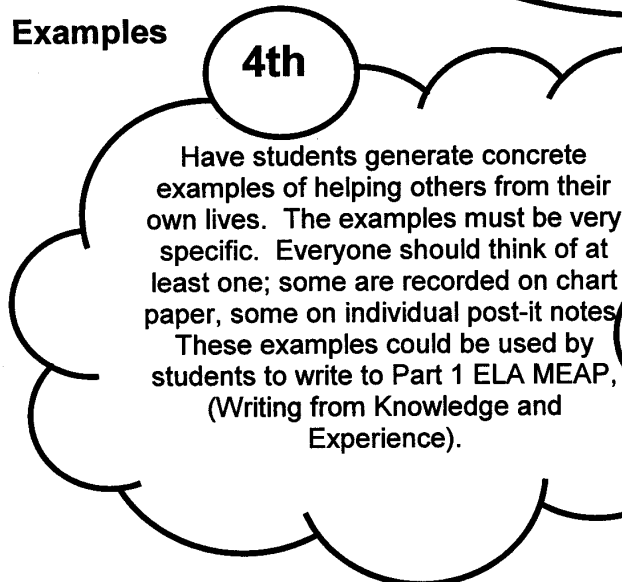 Examples
4th
Have students generate concrete
examples of helping others from their
own lives. The examples must be very
specific. Everyone should think of at
least one; some are recorded on chart
paper, some on individual post-it notes
These examples could be used by
students to write to Part 1 ELA MEAP,
(Writing from Knowledge and
Experience).